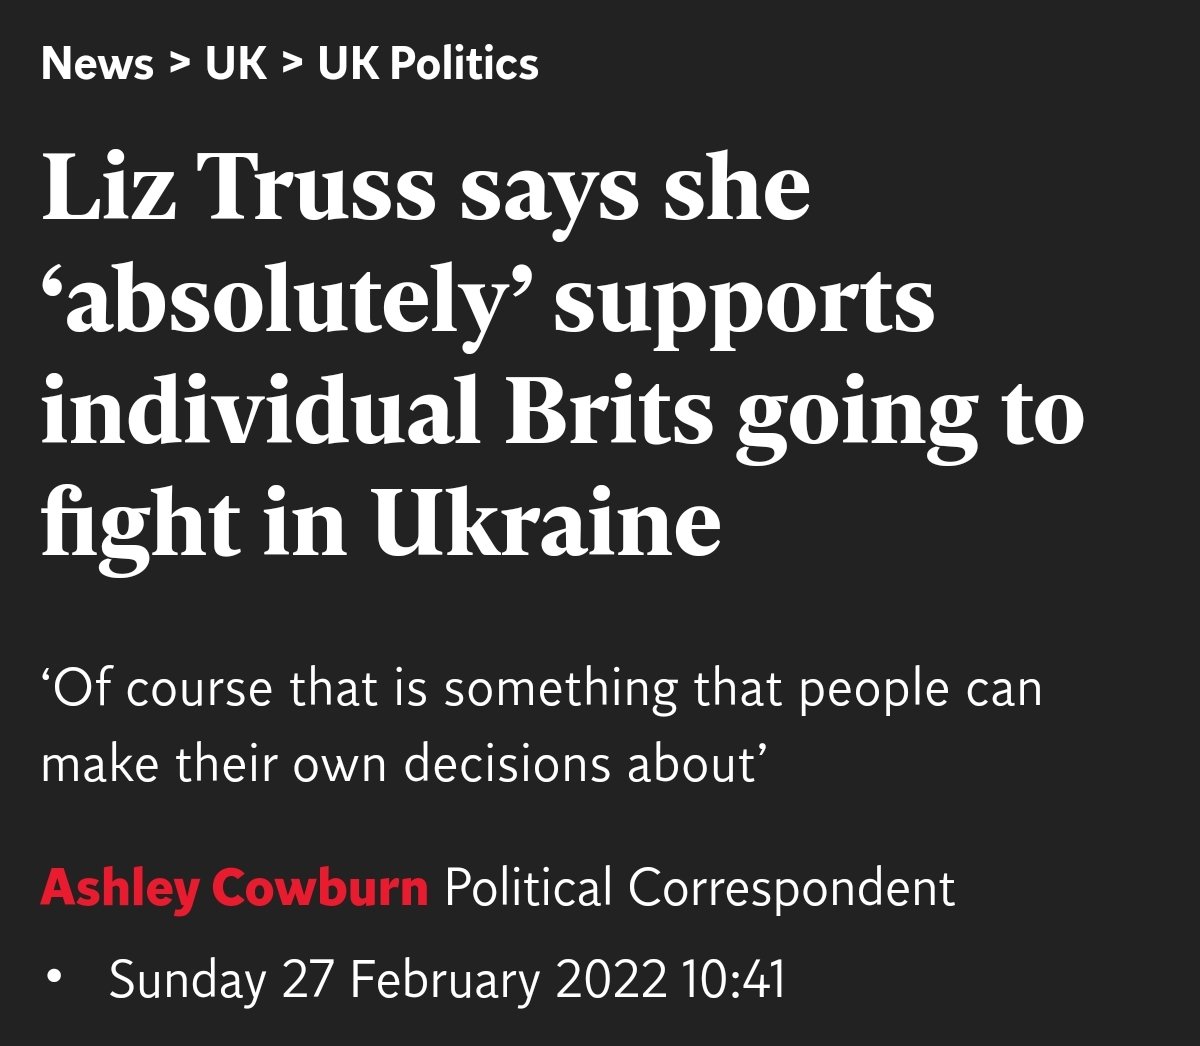 News > UK > UK Politics
Liz Truss says she
‘absolutely’ supports
individual Brits going to
fight in Ukraine
‘Of course that is something that people can
make their own decisions about’
Ashley Cowburn Political Correspondent
• Sunday 27 February 2022 10:41